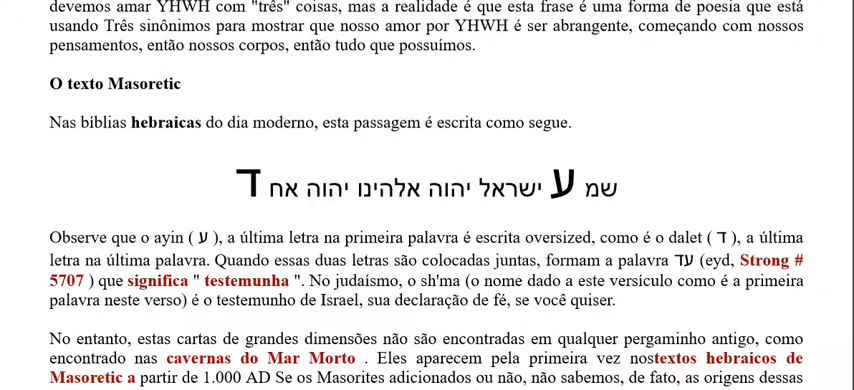 devemos amar YHWH com "três" coisas, mas a realidade é que esta frase é uma forma de poesia que está
usando Três sinônimos para mostrar que nosso amor por YHWH é ser abrangente, começando com nossos
pensamentos, então nossos corpos, então tudo que possuímos.
O texto Masoretic
Nas bíblias hebraicas do dia moderno, esta passagem é escrita como segue.
שמ ע ישראל יהוה אלהינו יהוה אח ד
Observe que o ayin ( ע ), a última letra na primeira palavra é escrita oversized, como é o dalet ( ד ), a última
letra na última palavra. Quando essas duas letras são colocadas juntas, formam a palavra עד (eyd, Strong #
5707 ) que significa " testemunha ". No judaísmo, o sh'ma (o nome dado a este versículo como é a primeira
palavra neste verso) é o testemunho de Israel, sua declaração de fé, se você quiser.
No entanto, estas cartas de grandes dimensões não são encontradas em qualquer pergaminho antigo, como
encontrado nas cavernas do Mar Morto . Eles aparecem pela primeira vez nostextos hebraicos de
Masoretic a partir de 1.000 AD Se os Masorites adicionados ou não, não sabemos, de fato, as origens dessas